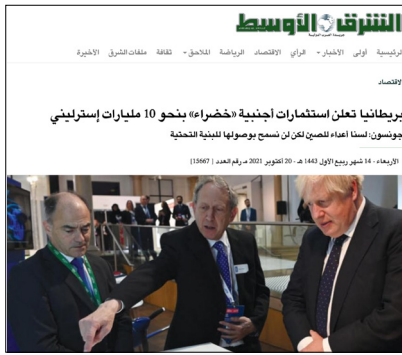 الشرق الأوسط
الرئيسية أولى الأخبار الرأي الاقتصاد الرياضة الملاحق ثقافة ملفات الشرق الأخيرة
الاقتصاد
بريطانيا تعلن استثمارات أجنبية «خضراء» بنحو 10 مليارات إسترليني
جونسون: لسنا أعداء للصين لكن لن نسمح بوصولها للبنية التحتية
الأربعاء - 14 شهر ربيع الأول 1443 هـ - 20 أكتوبر 2021 مـ رقم العدد [15667]